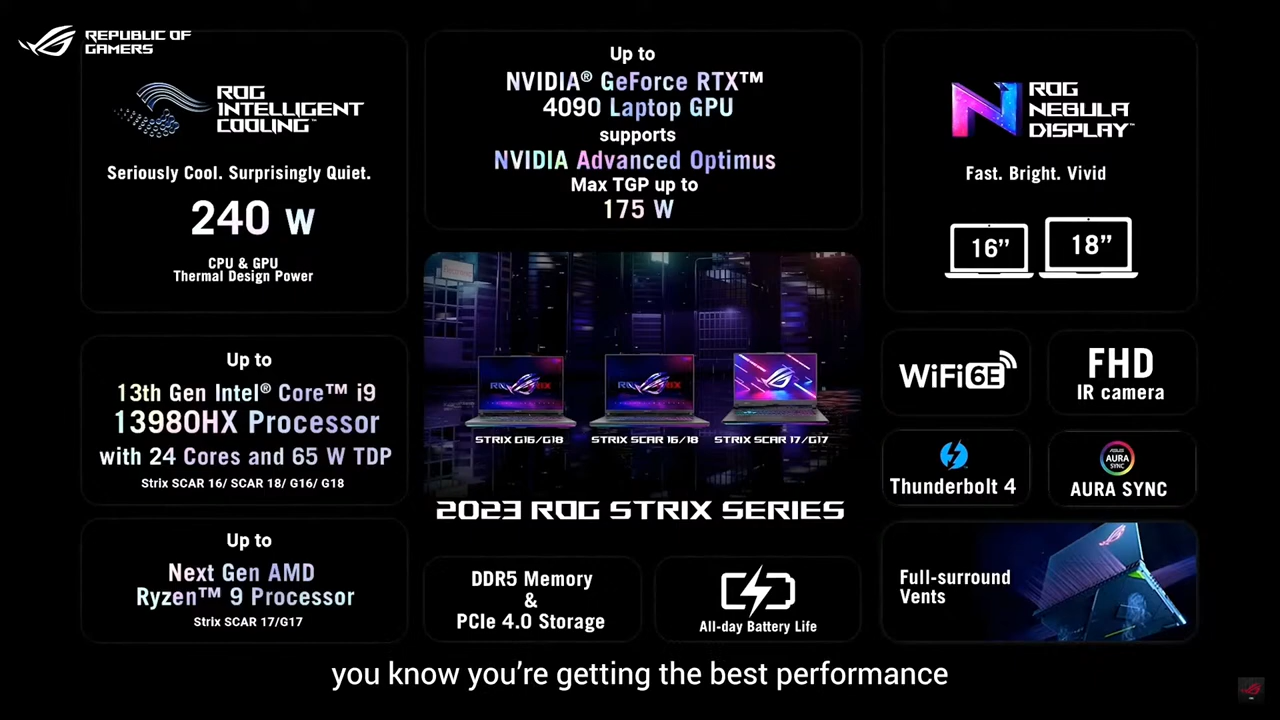 REPUBLIC OF
GAMERS
ROG
INTELLIGENT
COOLING™
Seriously Cool. Surprisingly Quiet.
240 W
CPU & GPU
Thermal Design Power
Up to
13th Gen Intel® Core™ i9
13980HX Processor
with 24 Cores and 65 W TDP
Strix SCAR 16/ SCAR 18/ G16/ G18
Up to
Next Gen AMD
Ryzen™ 9 Processor
Strix SCAR 17/G17
Up to
NVIDIA® GeForce RTX™
4090 Laptop GPU
supports
NVIDIA Advanced Optimus
Max TGP up to
175 W
STRIX G16/G18
STRIX SCAR 16/18
STRIX SCAR 17/G17
2023 ROG STRIX SERIES
DDR5 Memory
&
PCIe 4.0 Storage
All-day Battery Life
ROG
NEBULA
DISPLAY™
Fast. Bright. Vivid
16”
18”
WiFi 6E
FHD
IR camera
Thunderbolt 4
AURA
SYNC
AURA SYNC
Full-surround
Vents
you know you’re getting the best performance